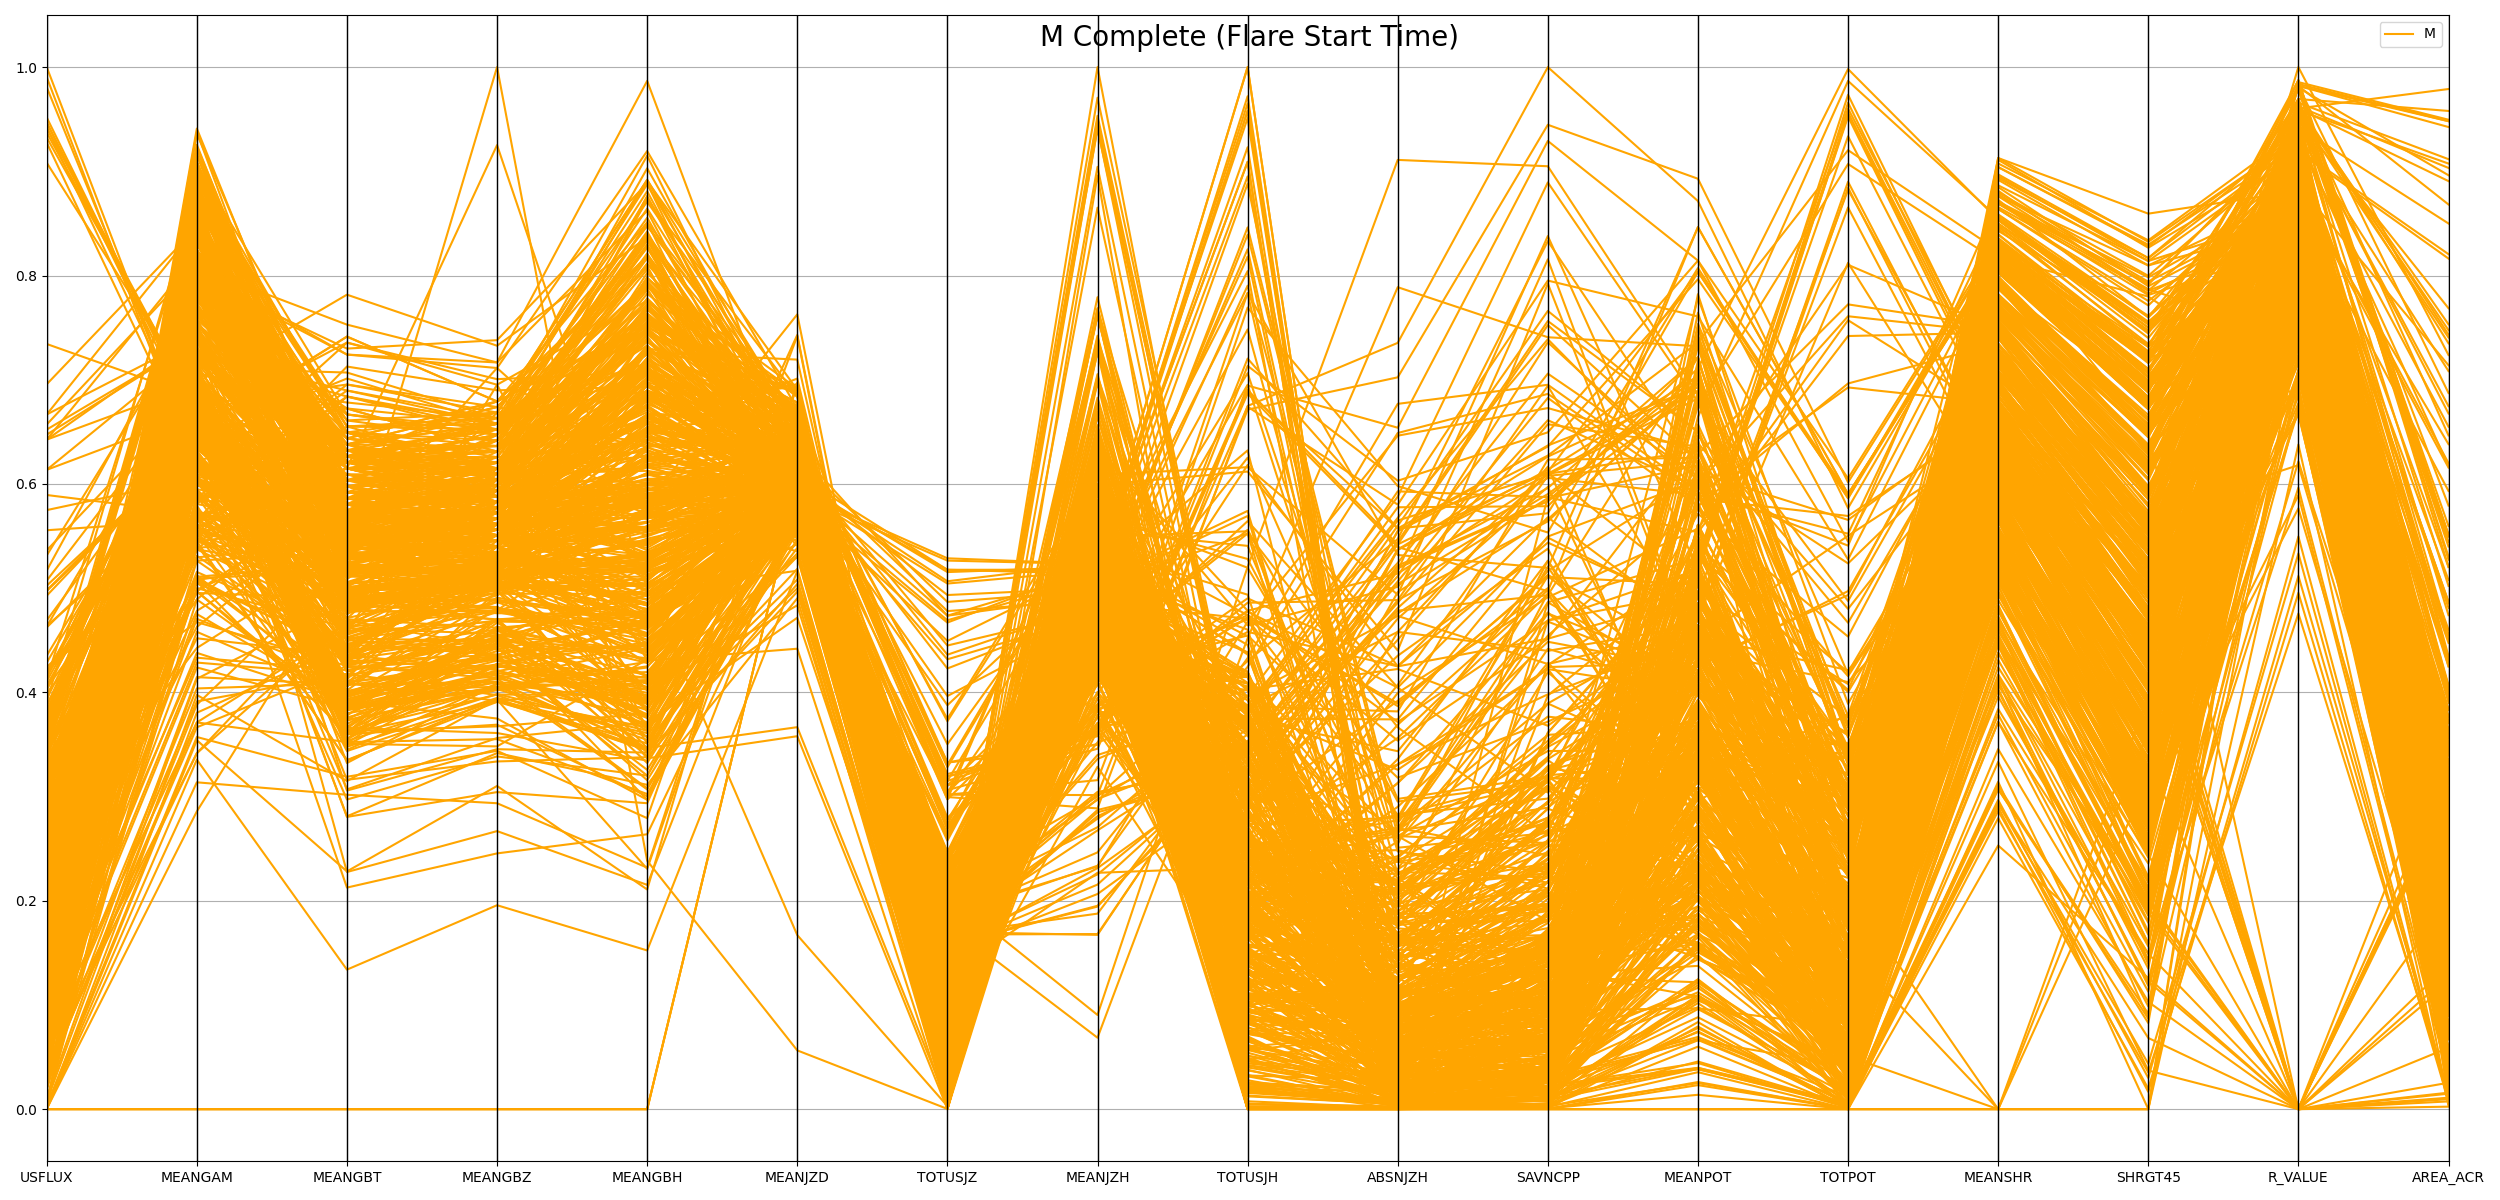 M Complete (Flare Start Time)
M
1.0
0.8
0.6
0.4
0.2
0.0
USFLUX MEANGAM MEANGBT MEANGBZ MEANGBH MEANJZD TOTUSJZ MEANJZH TOTUSJH ABSNJZH SAVNCPP MEANPOT TOTPOT MEANSHR SHRGT45 R_VALUE AREA_ACR